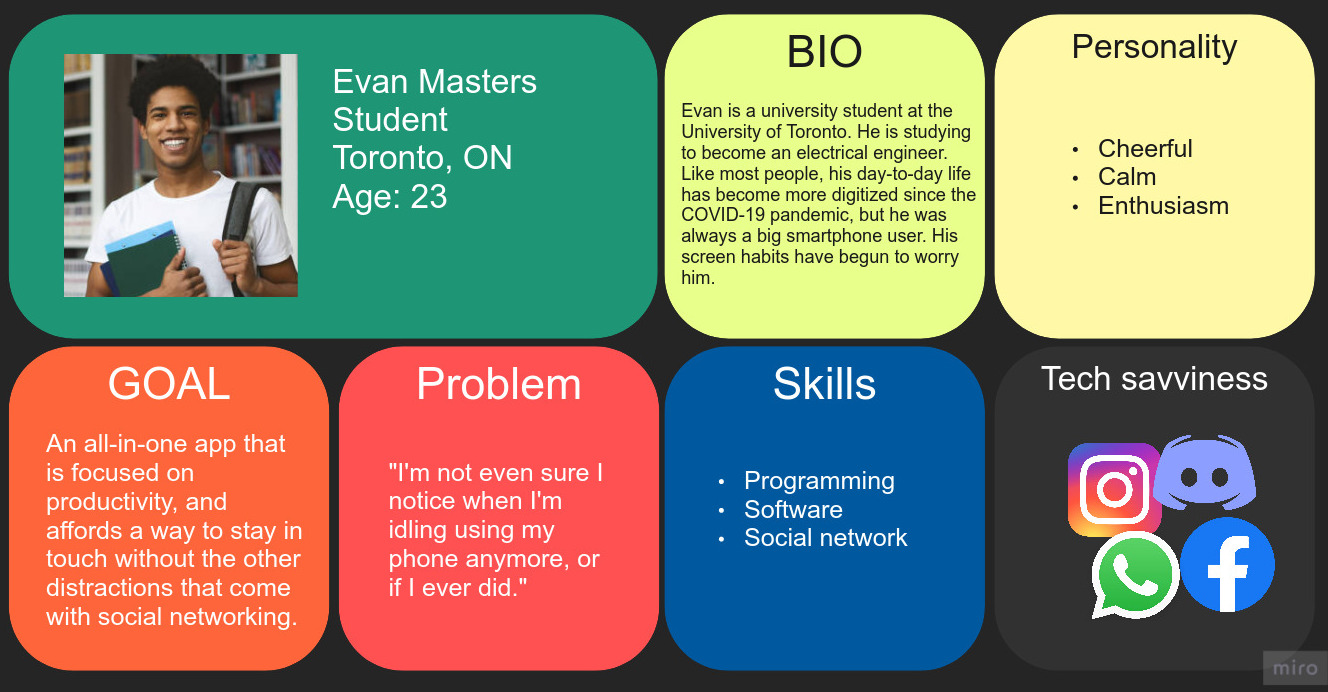 Evan Masters
Student
Toronto, ON
Age: 23
BIO
Evan is a university student at the
University of Toronto. He is studying
to become an electrical engineer.
Like most people, his day-to-day life
has become more digitized since the
COVID-19 pandemic, but he was
always a big smartphone user. His
screen habits have begun to worry
him.
Personality
• Cheerful
• Calm
• Enthusiasm
GOAL
An all-in-one app that
is focused on
productivity, and
affords a way to stay in
touch without the other
distractions that come
with social networking.
Problem
"I'm not even sure I
notice when I'm
idling using my
phone anymore, or
if I ever did."
Skills
• Programming
• Software
• Social network
Tech savviness
miro